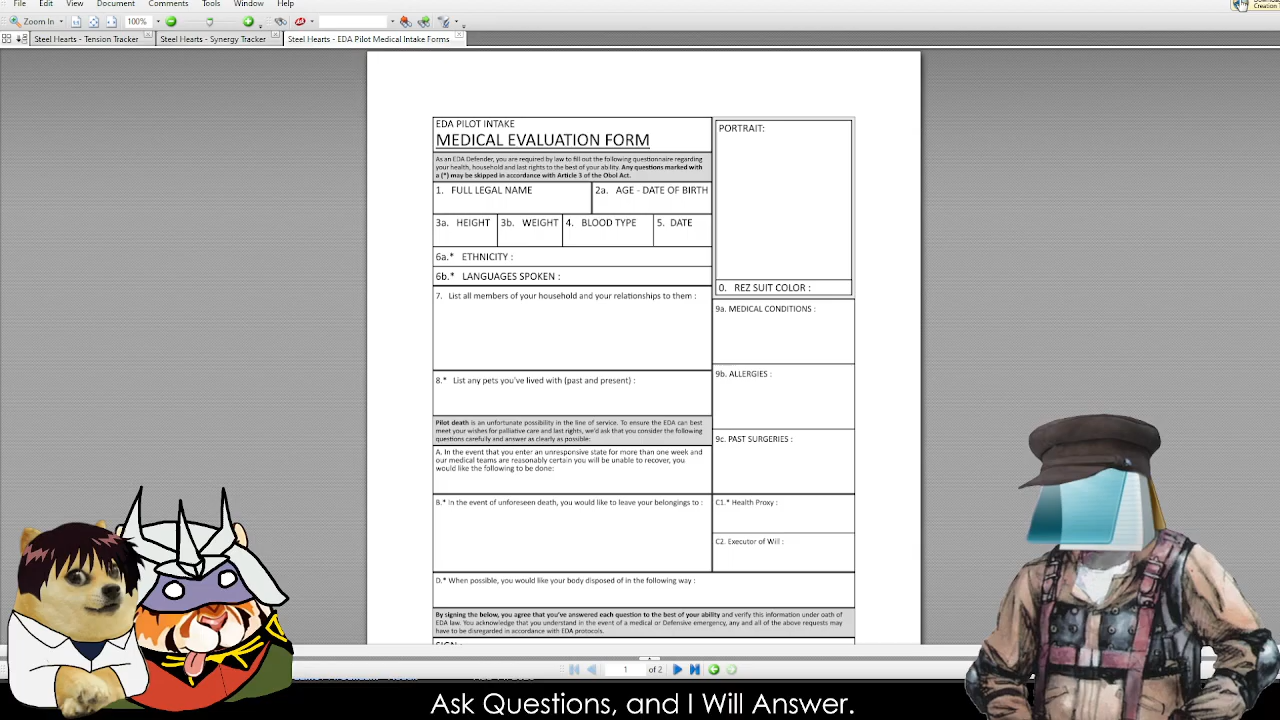 File Edit View Document Comments Tools Window Help
Zoom In 100%
Steel Hearts - Tension Tracker Steel Hearts - Synergy Tracker Steel Hearts - EDA Pilot Medical Intake Forms
EDA PILOT INTAKE
MEDICAL EVALUATION FORM
As an EDA Defender, you are required by law to fill out the following questionnaire regarding
your health, household and last rights to the best of your ability. Any questions marked with
a (*) may be skipped in accordance with Article 3 of the Obol Act.
PORTRAIT:
1. FULL LEGAL NAME 2a. AGE - DATE OF BIRTH
3a. HEIGHT 3b. WEIGHT 4. BLOOD TYPE 5. DATE
6a.* ETHNICITY :
6b.* LANGUAGES SPOKEN :
0. REZ SUIT COLOR :
7. List all members of your household and your relationships to them :
9a. MEDICAL CONDITIONS :
8.* List any pets you've lived with (past and present) :
9b. ALLERGIES :
Pilot death is an unfortunate possibility in the line of service. To ensure the EDA can best
meet your wishes for palliative care and last rights, we'd ask that you consider the following
questions carefully and answer as clearly as possible:
9c. PAST SURGERIES :
A. In the event that you enter an unresponsive state for more than one week and
our medical teams are reasonably certain you will be unable to recover, you
would like the following to be done:
B.* In the event of unforeseen death, you would like to leave your belongings to :
C1.* Health Proxy :
C2. Executor of Will :
D.* When possible, you would like your body disposed of in the following way :
By signing the below, you agree that you've answered each question to the best of your ability and verify this information under oath of
EDA law. You acknowledge that you understand in the event of a medical or Defensive emergency, any and all of the above requests may
have to be disregarded in accordance with EDA protocols.
1 of 2
Ask Questions, and I Will Answer.